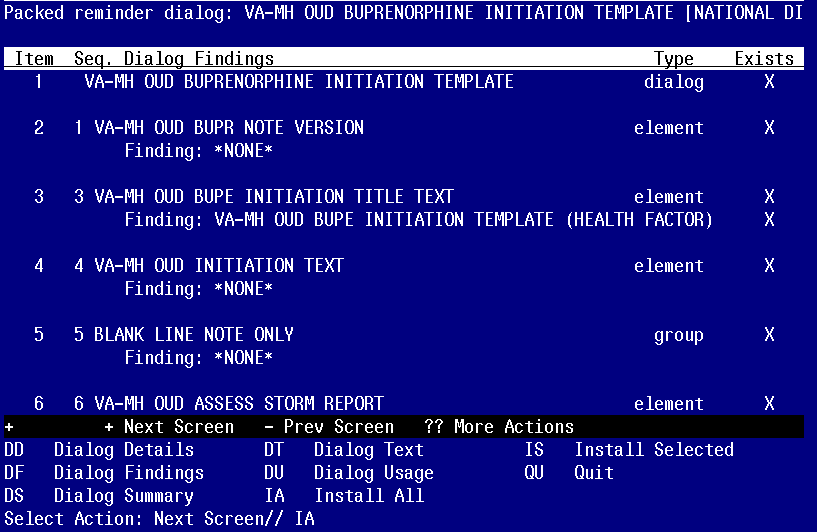 Packed reminder dialog: VA-MH OUD BUPRENORPHINE INITIATION TEMPLATE [NATIONAL DI
Item  Seq. Dialog Findings  Type  Exists
1  VA-MH OUD BUPRENORPHINE INITIATION TEMPLATE  dialog  X
2  1 VA-MH OUD BUPR NOTE VERSION  element  X
Finding: *NONE*
3  3 VA-MH OUD BUPE INITIATION TITLE TEXT  element  X
Finding: VA-MH OUD BUPE INITIATION TEMPLATE (HEALTH FACTOR)  X
4  4 VA-MH OUD INITIATION TEXT  element  X
Finding: *NONE*
5  5 BLANK LINE NOTE ONLY  group  X
Finding: *NONE*
6  6 VA-MH OUD ASSESS STORM REPORT  element  X
+  + Next Screen  - Prev Screen  ?? More Actions
DD  Dialog Details  DT  Dialog Text  IS  Install Selected
DF  Dialog Findings  DU  Dialog Usage  QU  Quit
DS  Dialog Summary  IA  Install All
Select Action: Next Screen// IA